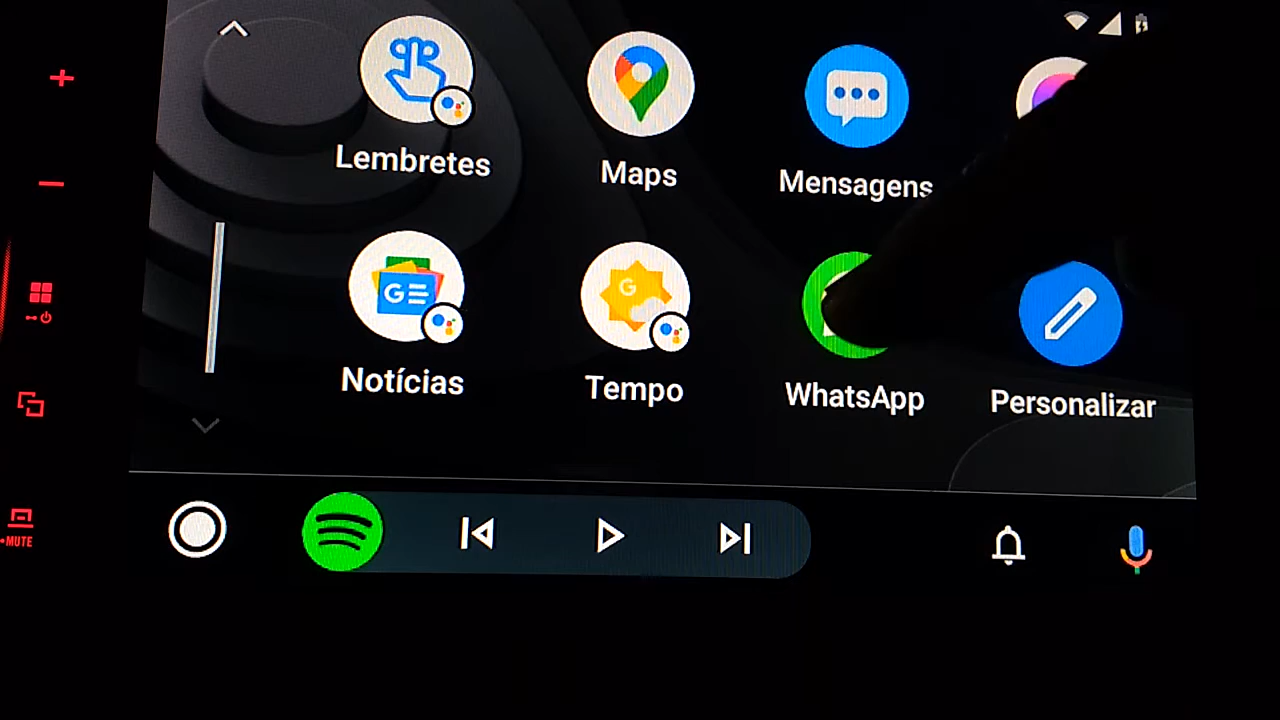 Lembretes
Maps
Mensagens
Notícias
Tempo
WhatsApp
Personalizar
MUTE